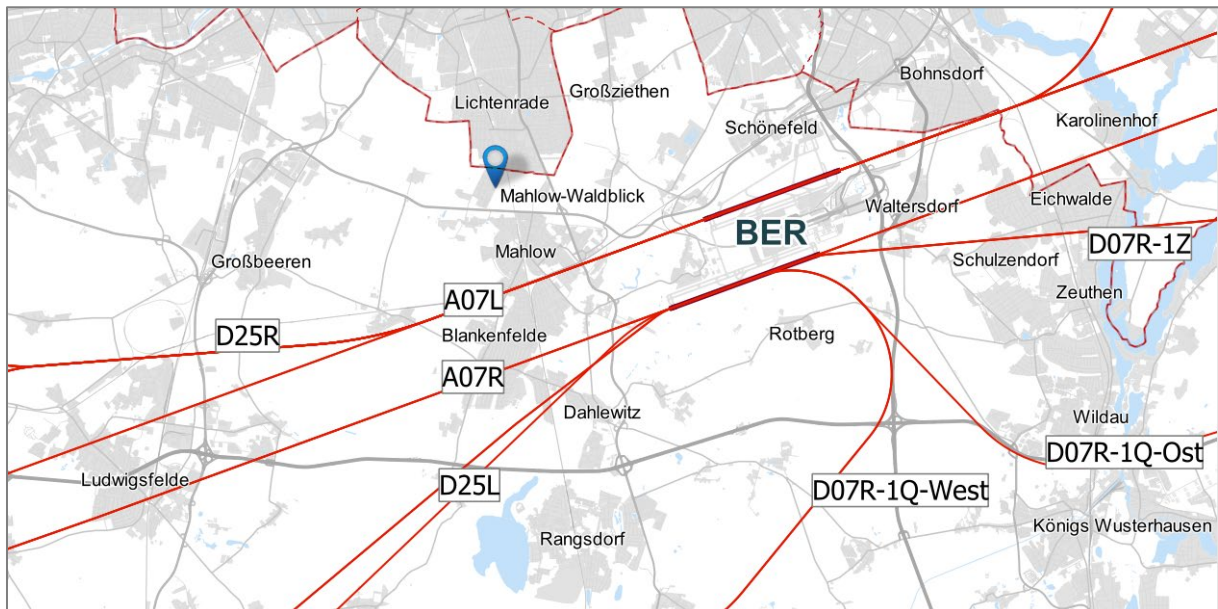 Bohnsdorf
Großziethen
Lichtenrade
Karolinenhof
Schönefeld
Mahlow-Waldblick
Eichwalde
Waltersdorf
BER
D07R-1Z
Mahlow
Großbeeren
Schulzendorf
Zeuthen
A07L
D25R
Blankenfelde
Rotberg
A07R
Dahlewitz
Wildau
D07R-1Q-Ost
Ludwigsfelde
D25L
D07R-1Q-West
Königs Wusterhausen
Rangsdorf